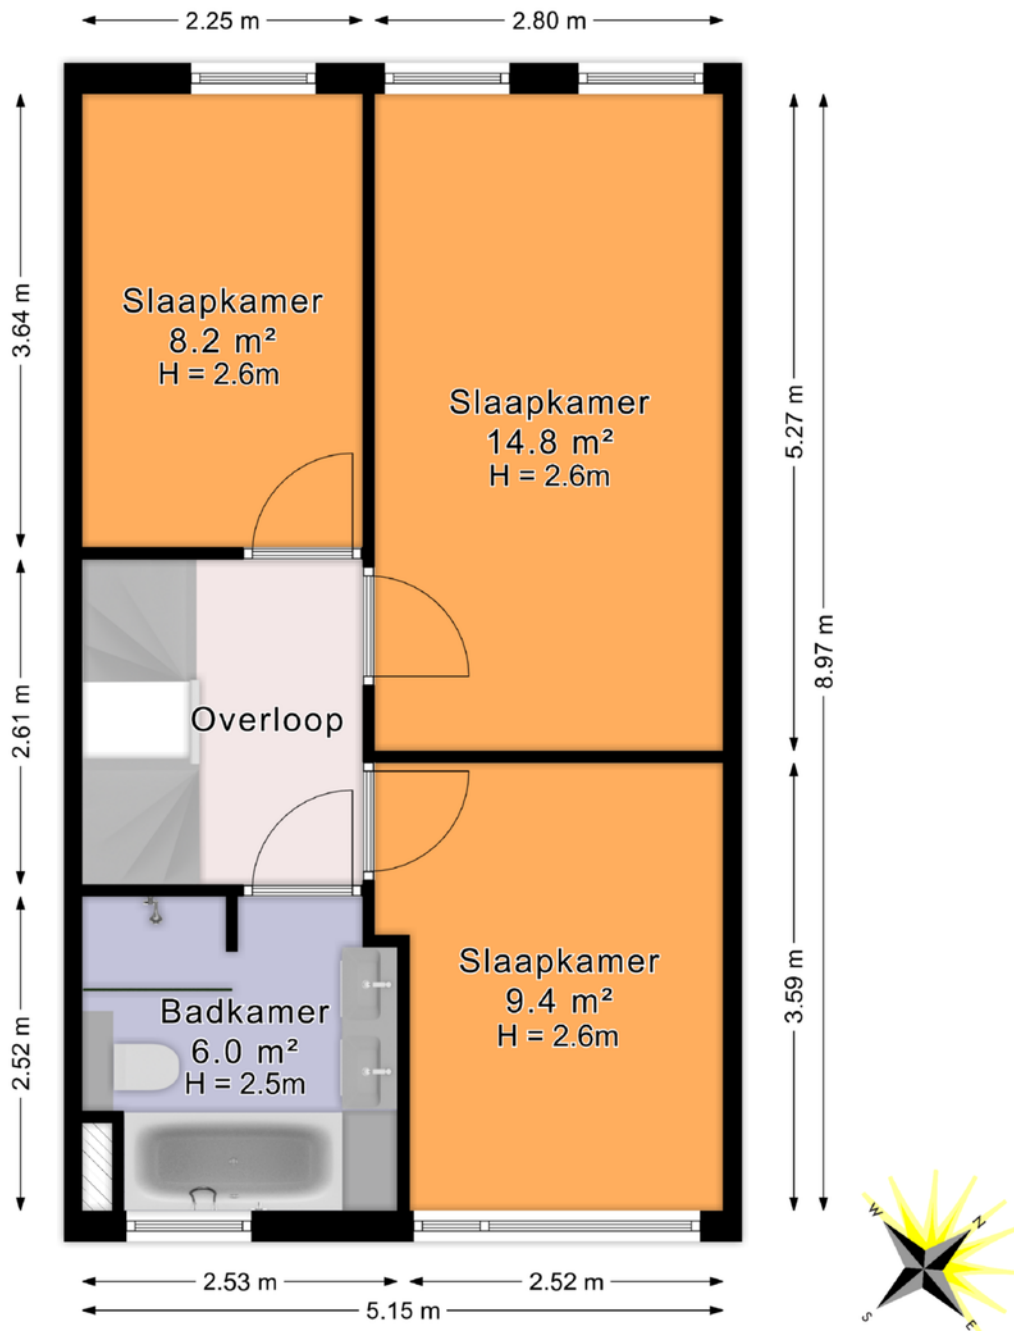 2.25 m
2.80 m
3.64 m
Slaapkamer
8.2 m²
H = 2.6m
Slaapkamer
14.8 m²
H = 2.6m
5.27 m
8.97 m
2.61 m
Overloop
Slaapkamer
9.4 m²
H = 2.6m
3.59 m
2.52 m
Badkamer
6.0 m²
H = 2.5m
W
N
S
E
2.53 m
2.52 m
5.15 m